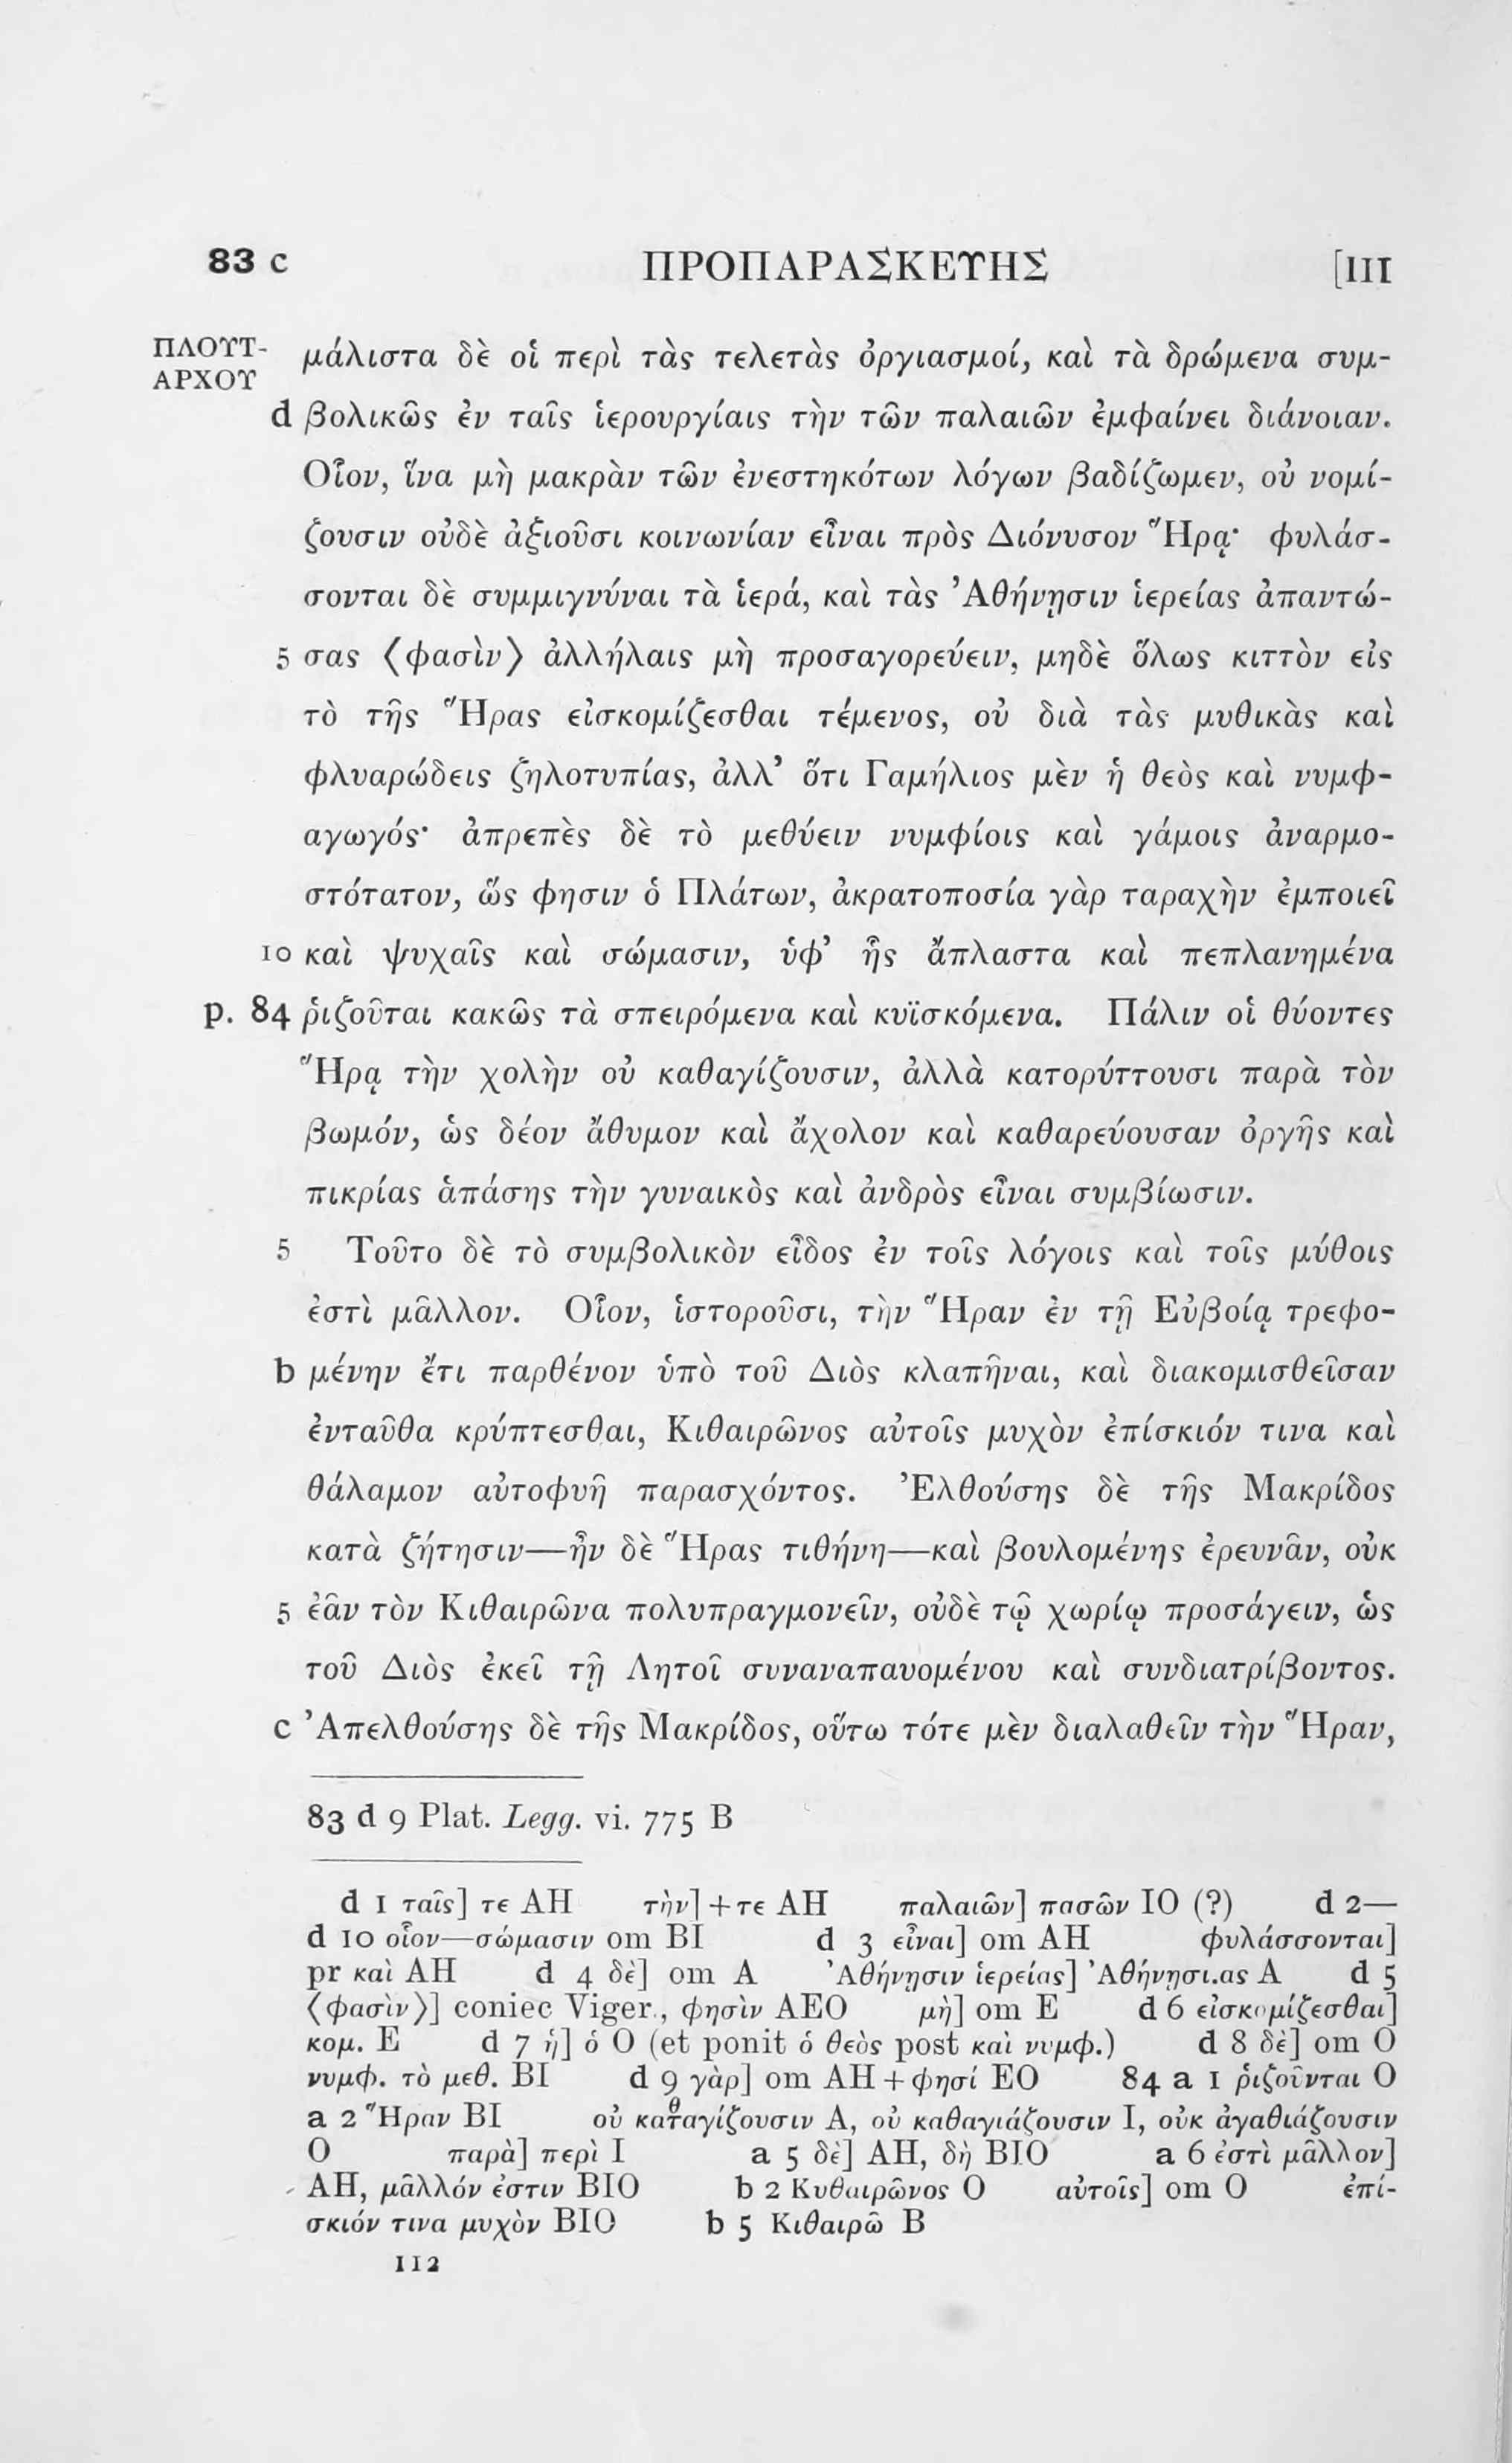 83 c ΠΡΟΠΑΡΑΣΚΕΥΗΣ [III
ΠΛΟΥΤ-
ΑΡΧΟΥ
μάλιστα δὲ οἱ περὶ τὰς τελετὰς ὀργιασμοί, καὶ τὰ δρώμενα συμ-
d βολικῶς ἐν ταῖς ἱερουργίαις τὴν τῶν παλαιῶν ἐμφαίνει διάνοιαν.
Οἷον, ἵνα μὴ μακρὰν τῶν ἐνεστηκότων λόγων βαδίζωμεν, οὐ νομί-
ζουσιν οὐδὲ ἀξιοῦσι κοινωνίαν εἶναι πρὸς Διόνυσον Ἥρᾳ· φυλάσ-
σονται δὲ συμμιγνύναι τὰ ἱερά, καὶ τὰς Ἀθήνῃσιν ἱερείας ἀπαντώ-
5 σας ⟨φασὶν⟩ ἀλλήλαις μὴ προσαγορεύειν, μηδὲ ὅλως κιττὸν εἰς
τὸ τῆς Ἥρας εἰσκομίζεσθαι τέμενος, οὐ διὰ τὰς μυθικὰς καὶ
φλυαρώδεις ζηλοτυπίας, ἀλλ’ ὅτι Γαμήλιος μὲν ἡ θεὸς καὶ νυμφ-
αγωγός· ἀπρεπὲς δὲ τὸ μεθύειν νυμφίοις καὶ γάμοις ἀναρμο-
στότατον, ὥς φησιν ὁ Πλάτων, ἀκρατοποσία γὰρ ταραχὴν ἐμποιεῖ
10 καὶ ψυχαῖς καὶ σώμασιν, ὑφ’ ἧς ἄπλαστα καὶ πεπλανημένα
p. 84 ῥιζοῦται κακῶς τὰ σπειρόμενα καὶ κυϊσκόμενα. Πάλιν οἱ θύοντες
Ἥρᾳ τὴν χολὴν οὐ καθαγίζουσιν, ἀλλὰ κατορύττουσι παρὰ τὸν
βωμόν, ὡς δέον ἄθυμον καὶ ἄχολον καὶ καθαρεύουσαν ὀργῆς καὶ
πικρίας ἁπάσης τὴν γυναικὸς καὶ ἀνδρὸς εἶναι συμβίωσιν.
5 Τοῦτο δὲ τὸ συμβολικὸν εἶδος ἐν τοῖς λόγοις καὶ τοῖς μύθοις
ἐστὶ μᾶλλον. Οἷον, ἱστοροῦσι, τὴν Ἥραν ἐν τῇ Εὐβοίᾳ τρεφο-
b μένην ἔτι παρθένον ὑπὸ τοῦ Διὸς κλαπῆναι, καὶ διακομισθεῖσαν
ἐνταῦθα κρύπτεσθαι, Κιθαιρῶνος αὐτοῖς μυχὸν ἐπίσκιόν τινα καὶ
θάλαμον αὐτοφυῆ παρασχόντος. Ἐλθούσης δὲ τῆς Μακρίδος
κατὰ ζήτησιν—ἦν δὲ Ἥρας τιθήνη—καὶ βουλομένης ἐρευνᾶν, οὐκ
5 ἐᾶν τὸν Κιθαιρῶνα πολυπραγμονεῖν, οὐδὲ τῷ χωρίῳ προσάγειν, ὡς
τοῦ Διὸς ἐκεῖ τῇ Λητοῖ συναναπαυομένου καὶ συνδιατρίβοντος.
c Ἀπελθούσης δὲ τῆς Μακρίδος, οὕτω τότε μὲν διαλαθεῖν τὴν Ἥραν,
83 d 9 Plat. Legg. vi. 775 B
d 1 ταῖς] τε AH τὴν] + τε AH παλαιῶν] πασῶν IO (?) d 2—
d 10 οἷον—σώμασιν om BI d 3 εἶναι] om AH φυλάσσονται]
pr καὶ AH d 4 δὲ] om A Ἀθήνῃσιν ἱερείας] Ἀθήνῃσι.ας A d 5
⟨φασὶν⟩] coniec Viger., φησὶν AEO μὴ] om E d 6 εἰσκομίζεσθαι]
κομ. E d 7 ἡ] ὁ O (et ponit ὁ θεὸς post καὶ νυμφ.) d 8 δὲ] om O
νυμφ. τὸ μεθ. BI d 9 γὰρ] om AH + φησί EO 84 a 1 ῥιζοῦνται O
a 2 Ἥραν BI οὐ κατθαγίζουσιν A, οὐ καθαγιάζουσιν I, οὐκ ἀγαθιάζουσιν
O παρὰ] περὶ I a 5 δὲ] AH, δὴ BIO a 6 ἐστὶ μᾶλλον]
AH, μᾶλλόν ἐστιν BIO b 2 Κυθαιρῶνος O αὐτοῖς] om O ἐπί-
σκιόν τινα μυχὸν BIO b 5 Κιθαιρῶ B
112